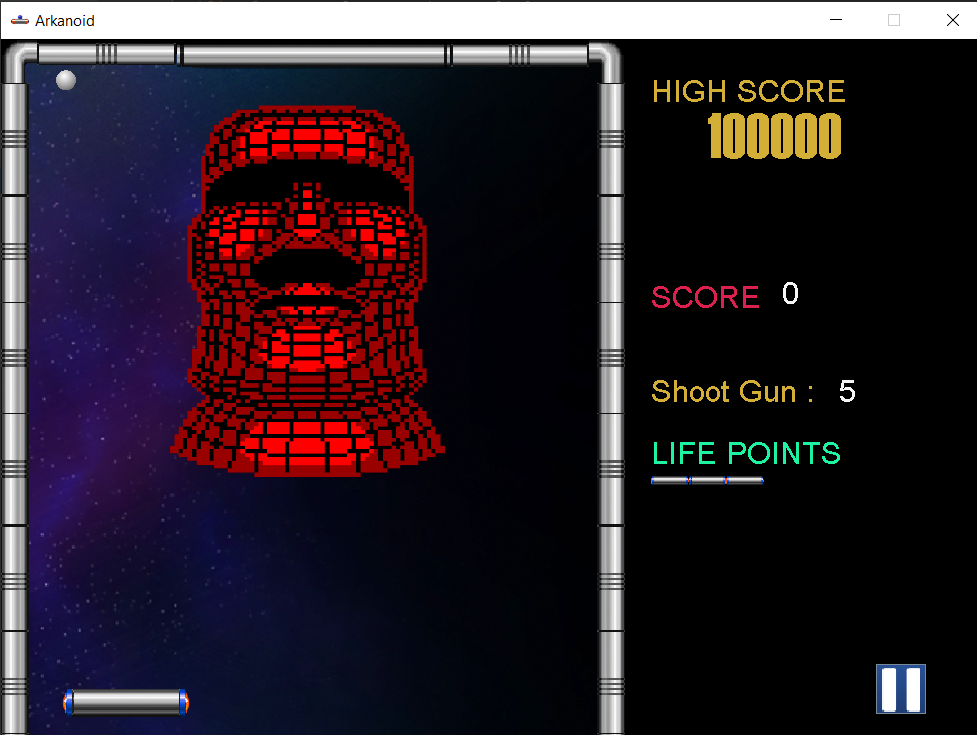 Arkanoid
HIGH SCORE
100000
SCORE 0
Shoot Gun : 5
LIFE POINTS